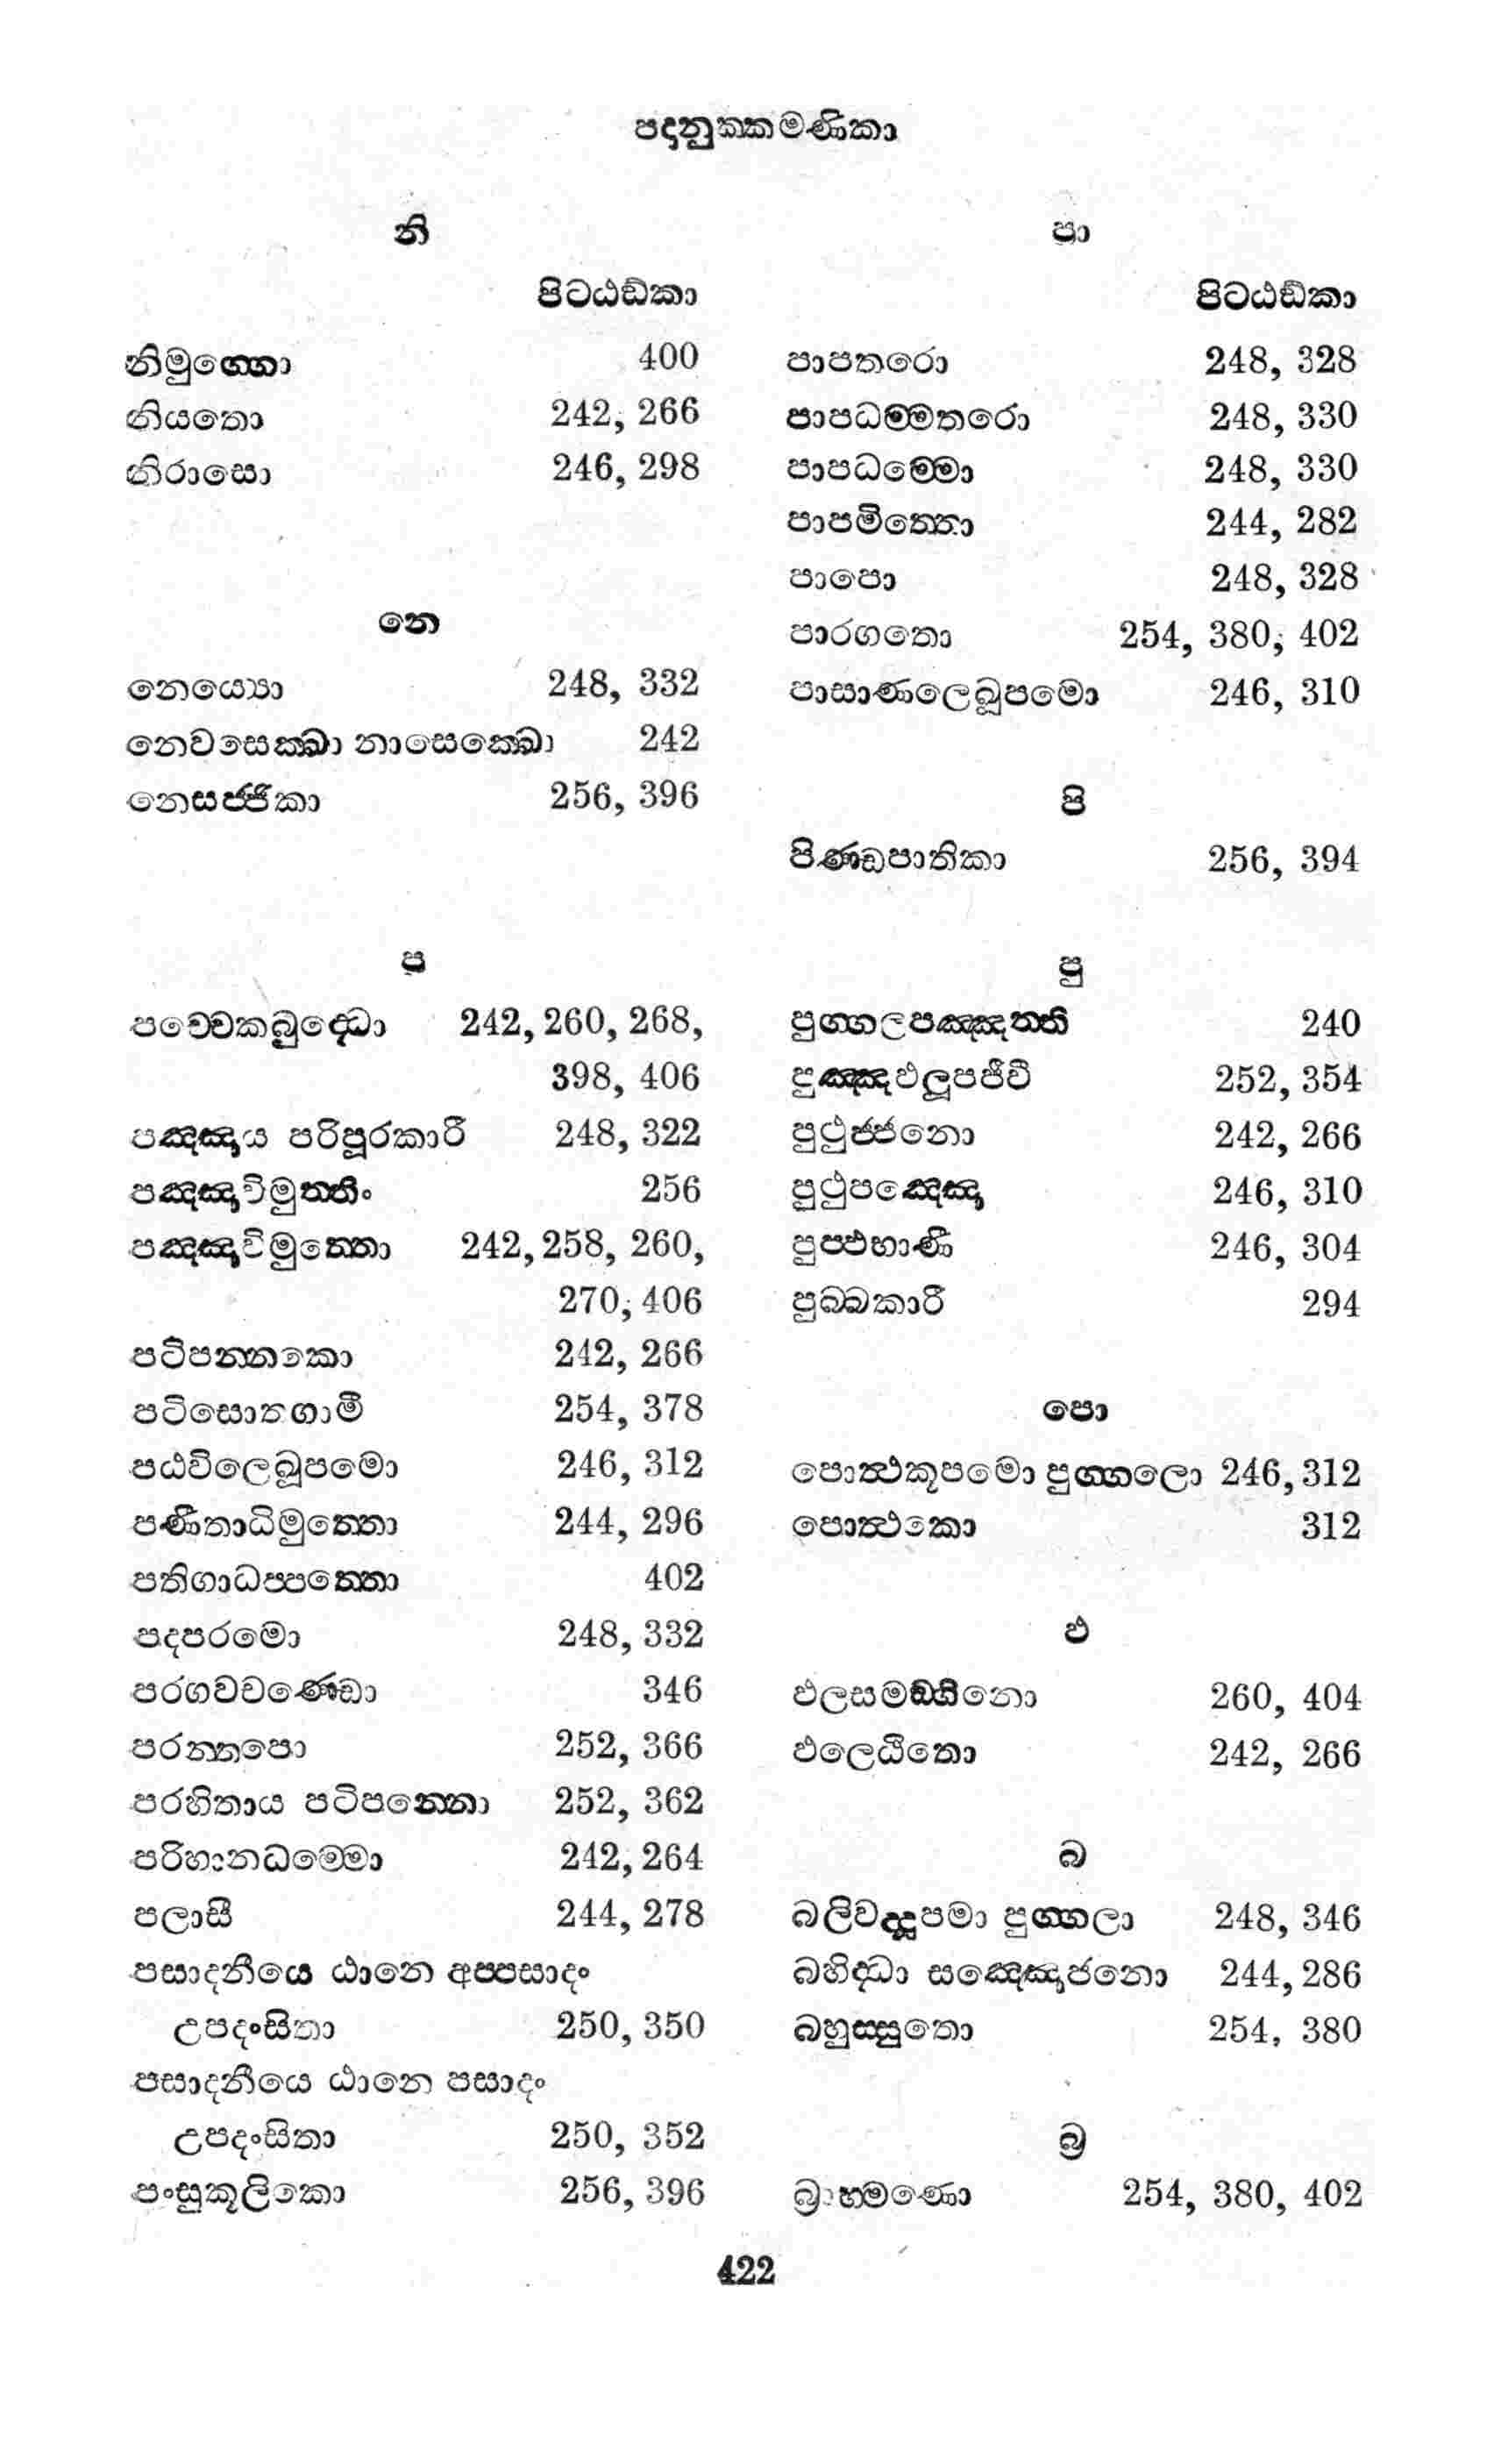 පදානුක්කමණිකා
නි
පිටඨඞ්කා
නිමුග්ගො 400
නියතො 242, 266
නිරාසො 246, 298
නෙ
නෙය්‍යො 248, 332
නෙවසෙක්ඛා නාසෙක්ඛො 242
නෙසජ්ජිකා 256, 396
ප
පච්චෙකබුද්ධො 242, 260, 268,
398, 406
පඤ්ඤාය පරිපූරකාරී 248, 322
පඤ්ඤාවිමුත්තිං 256
පඤ්ඤාවිමුත්තො 242, 258, 260,
270, 406
පටිපන්නකො 242, 266
පටිසොතගාමී 254, 378
පඨවිලෙඛූපමො 246, 312
පණීතාධිමුත්තො 244, 296
පතිගාධප්පත්තො 402
පදපරමො 248, 332
පරගවචණ්ඩො 346
පරන්තපො 252, 366
පරහිතාය පටිපන්නො 252, 362
පරිහානධම්මො 242, 264
පලාසී 244, 278
පසාදනීයෙ ඨානෙ අප්පසාදං
උපදංසිතා 250, 350
පසාදනීයෙ ඨානෙ පසාදං
උපදංසිතා 250, 352
පංසුකූලිකො 256, 396
පා
පිටඨඞ්කා
පාපතරො 248, 328
පාපධම්මතරො 248, 330
පාපධම්මො 248, 330
පාපමිත්තො 244, 282
පාපො 248, 328
පාරගතො 254, 380, 402
පාසාණලෙඛූපමො 246, 310
පි
පිණ්ඩපාතිකා 256, 394
පු
පුග්ගලපඤ්ඤත්ති 240
පුඤ්ඤඵලූපජීවී 252, 354
පුථුජ්ජනො 242, 266
පුථුපඤ්ඤො 246, 310
පුප්ඵභාණී 246, 304
පුබ්බකාරී 294
පො
පොත්‍ථකූපමො පුග්ගලො 246, 312
පොත්‍ථකො 312
ඵ
ඵලසමඞ්ගිනො 260, 404
ඵලෙඨිතො 242, 266
බ
බලිවද්දූපමා පුග්ගලා 248, 346
බහිද්ධා සඤ්ඤොජනො 244, 286
බහුස්සුතො 254, 380
බ්‍ර
බ්‍රාහ්මණො 254, 380, 402
422